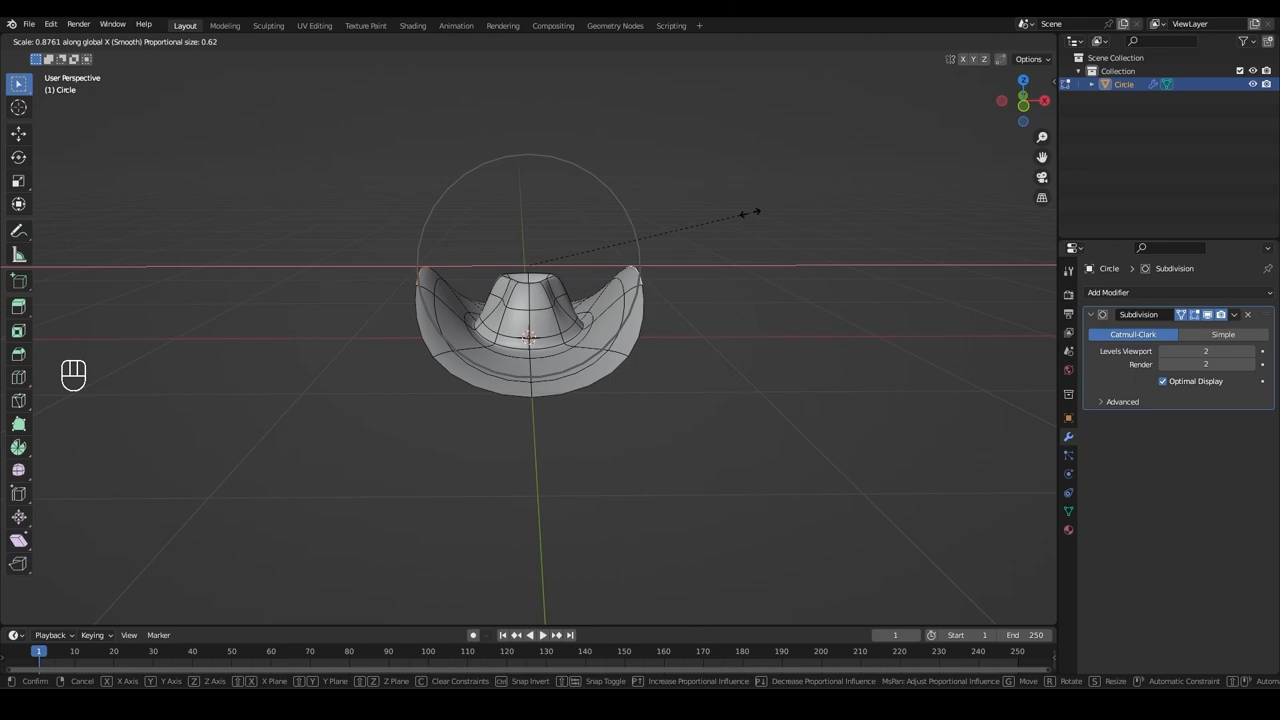 File Edit Render Window Help Layout Modeling Sculpting UV Editing Texture Paint Shading Animation Rendering Compositing Geometry Nodes Scripting + Scene ViewLayer
Scale: 0.8761 along global X (Smooth) Proportional size: 0.62
X Y Z Options
User Perspective
(1) Circle
Z
X
Scene Collection
Collection
Circle
Circle Subdivision
Add Modifier
Subdivision
Catmull-Clark Simple
Levels Viewport 2
Render 2
Optimal Display
Advanced
Playback Keying View Marker 1 Start 1 End 250
1 10 20 30 40 50 60 70 80 90 100 110 120 130 140 150 160 170 180 190 200 210 220 230 240 250
Confirm Cancel X X Axis Y Y Axis Z Z Axis X X Plane Y Y Plane Z Z Plane C Clear Constraints Ctrl Snap Invert Snap Toggle Increase Proportional Influence Decrease Proportional Influence MsPan: Adjust Proportional Influence G Move R Rotate S Resize Automatic Constraint Automa